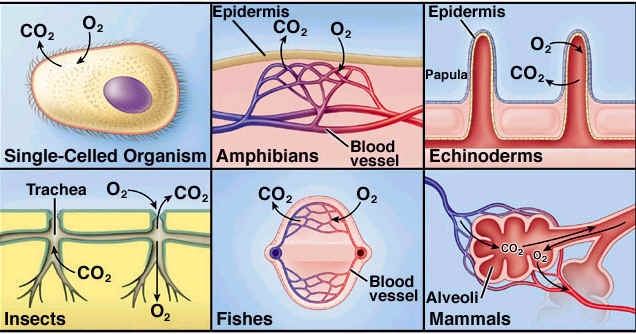 CO2
O2
Single-Celled Organism
Epidermis
CO2
O2
Blood
vessel
Amphibians
Epidermis
O2
Papula
CO2
Echinoderms
Trachea
O2
CO2
CO2
O2
Insects
CO2
O2
Blood
vessel
Fishes
CO2
O2
Alveoli
Mammals